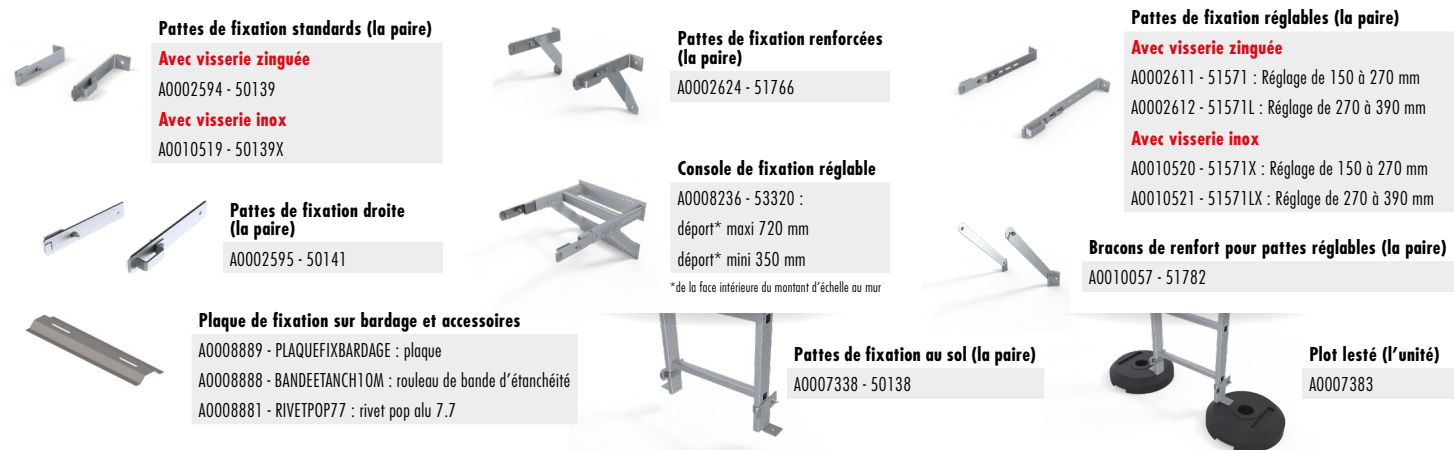 Pattes de fixation standards (la paire)
Avec visserie zinguée
A0002594 - 50139
Avec visserie inox
A0010519 - 50139X
Pattes de fixation renforcées
(la paire)
A0002624 - 51766
Pattes de fixation réglables (la paire)
Avec visserie zinguée
A0002611 - 51571 : Réglage de 150 à 270 mm
A0002612 - 51571L : Réglage de 270 à 390 mm
Avec visserie inox
A0010520 - 51571X : Réglage de 150 à 270 mm
A0010521 - 51571LX : Réglage de 270 à 390 mm
Pattes de fixation droite
(la paire)
A0002595 - 50141
Console de fixation réglable
A0008236 - 53320 :
déport* maxi 720 mm
déport* mini 350 mm
*de la face intérieure du montant d'échelle au mur
Bracons de renfort pour pattes réglables (la paire)
A0010057 - 51782
Plaque de fixation sur bardage et accessoires
A0008889 - PLAQUEFIXBARDAGE : plaque
A0008888 - BANDEETANCH10M : rouleau de bande d'étanchéité
A0008881 - RIVETPOP77 : rivet pop alu 7.7
Pattes de fixation au sol (la paire)
A0007338 - 50138
Plot lesté (l'unité)
A0007383